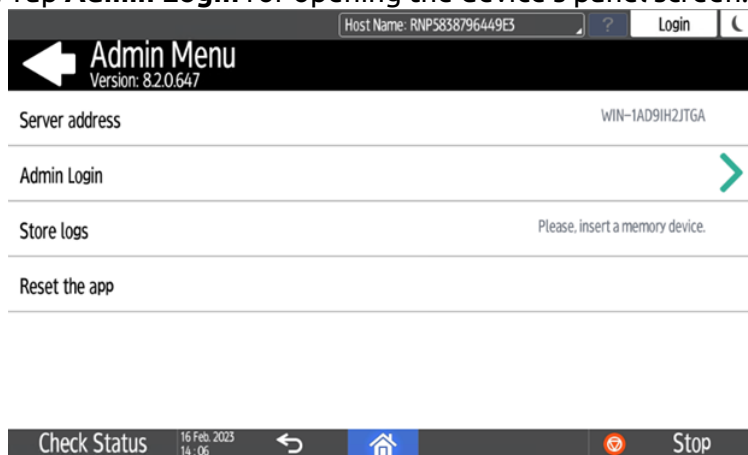 Tap Admin Login for opening the device's panel screen.
Host Name: RNP5838796449E3 ? Login
Admin Menu
Version: 8.2.0.647
Server address WIN-1AD9IH2JTGA
Admin Login
Store logs Please, insert a memory device.
Reset the app
Check Status 16 Feb. 2023 Stop
14 : 06